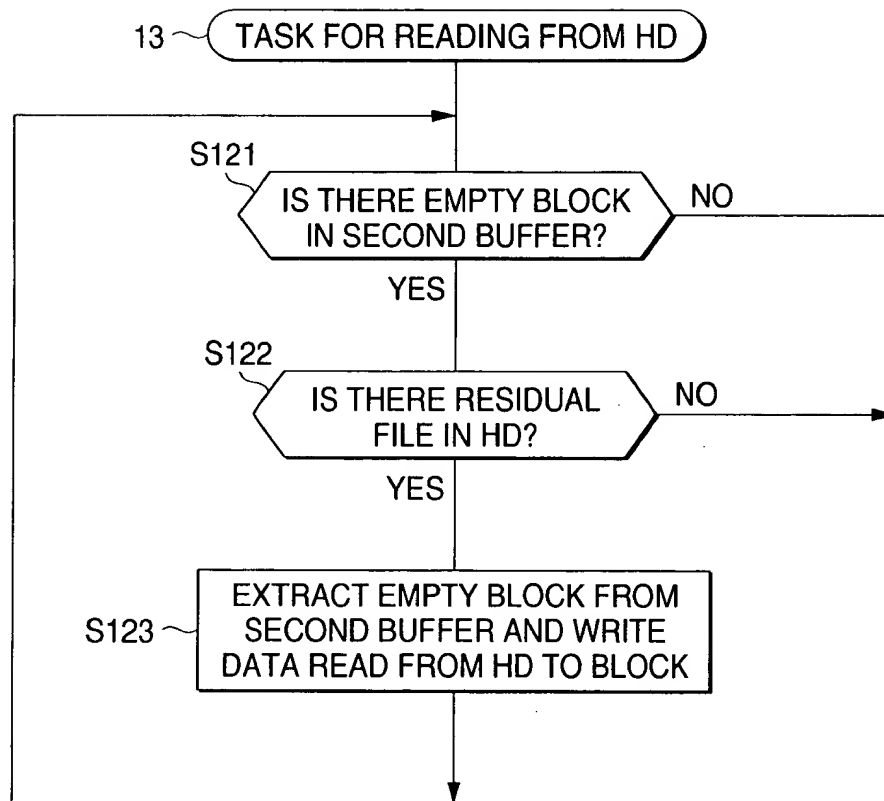 13
TASK FOR READING FROM HD
S121
IS THERE EMPTY BLOCK
IN SECOND BUFFER?
NO
YES
S122
IS THERE RESIDUAL
FILE IN HD?
NO
YES
S123
EXTRACT EMPTY BLOCK FROM
SECOND BUFFER AND WRITE
DATA READ FROM HD TO BLOCK